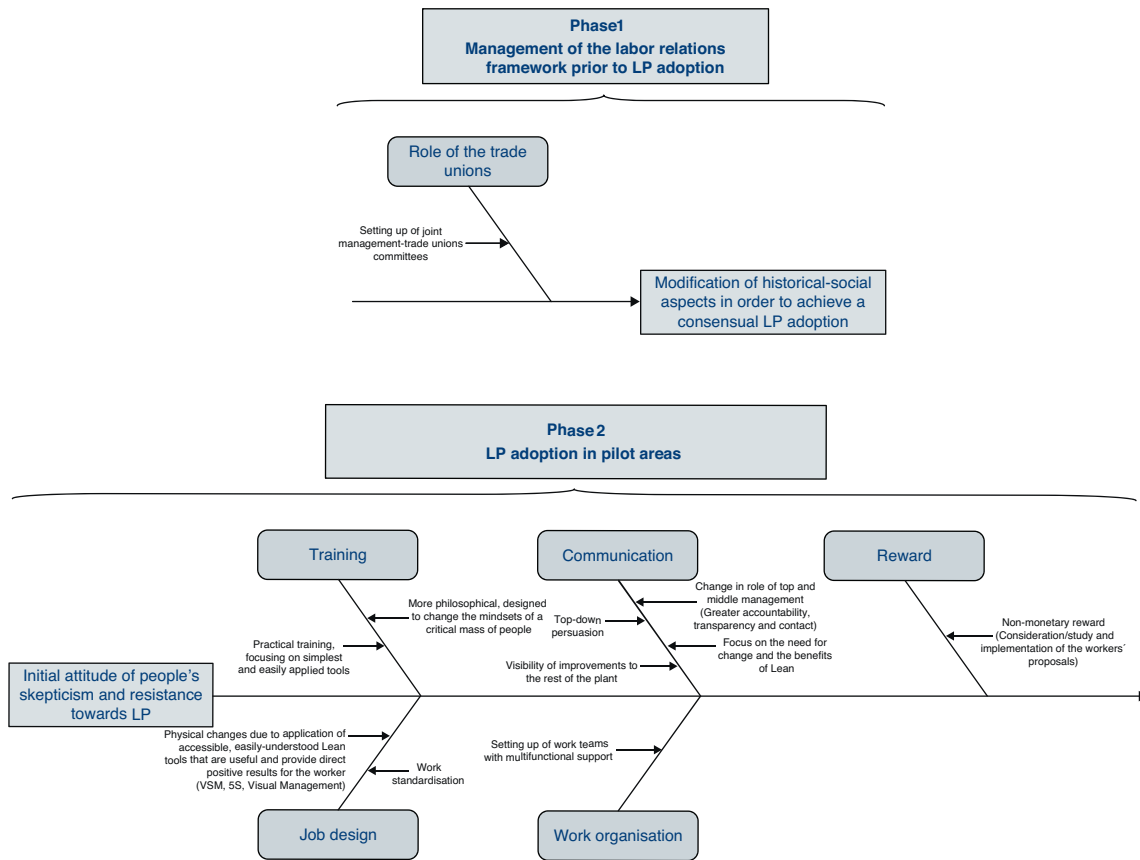 Phase1
Management of the labor relations
framework prior to LP adoption
Role of the trade
unions
Setting up of joint
management-trade unions
committees
Modification of historical-social
aspects in order to achieve a
consensual LP adoption
Phase 2
LP adoption in pilot areas
Training
Communication
Reward
More philosophical, designed
to change the mindsets of a
critical mass of people
Practical training,
focusing on simplest
and easily applied tools
Change in role of top and
middle management
(Greater accountability,
transparency and contact)
Top-down
persuasion
Focus on the need for
change and the benefits
of Lean
Visibility of improvements to
the rest of the plant
Non-monetary reward
(Consideration/study and
implementation of the workers´
proposals)
Initial attitude of people’s
skepticism and resistance
towards LP
Physical changes due to application of
accessible, easily-understood Lean
tools that are useful and provide direct
positive results for the worker
(VSM, 5S, Visual Management)
Work
standardisation
Setting up of work teams
with multifunctional support
Job design
Work organisation